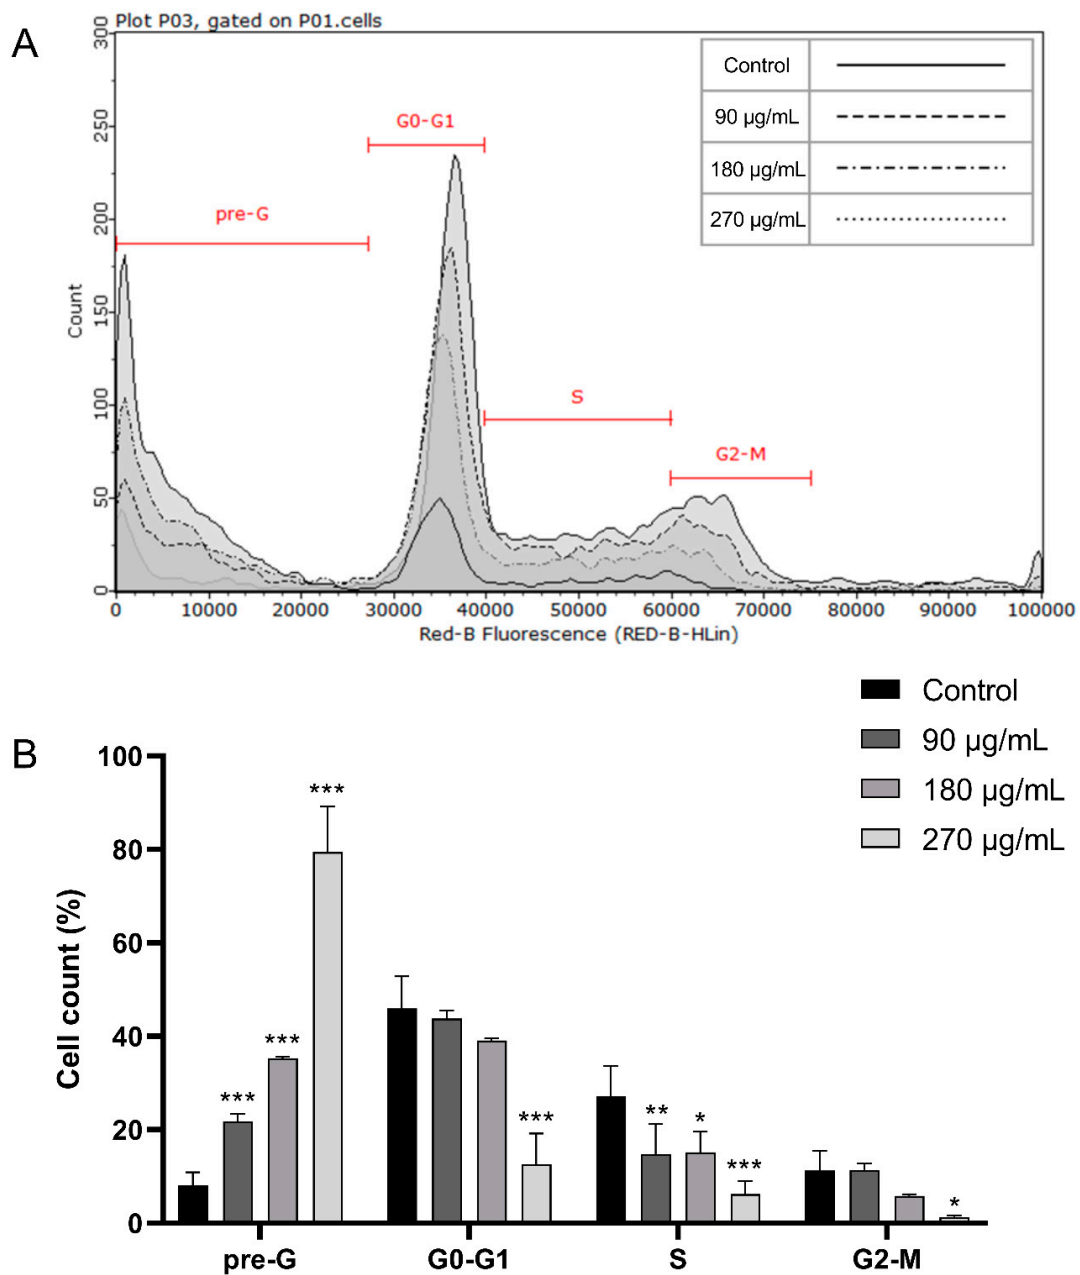 A
Plot P03, gated on P01.cells
Control
90 µg/mL
180 µg/mL
270 µg/mL
pre-G
G0-G1
S
G2-M
Count
300
250
200
150
100
50
0
0 10000 20000 30000 40000 50000 60000 70000 80000 90000 100000
Red-B Fluorescence (RED-B-HLin)
B
Control
90 µg/mL
180 µg/mL
270 µg/mL
Cell count (%)
100
80
60
40
20
0
***
***
***
***
**
*
***
*
pre-G G0-G1 S G2-M